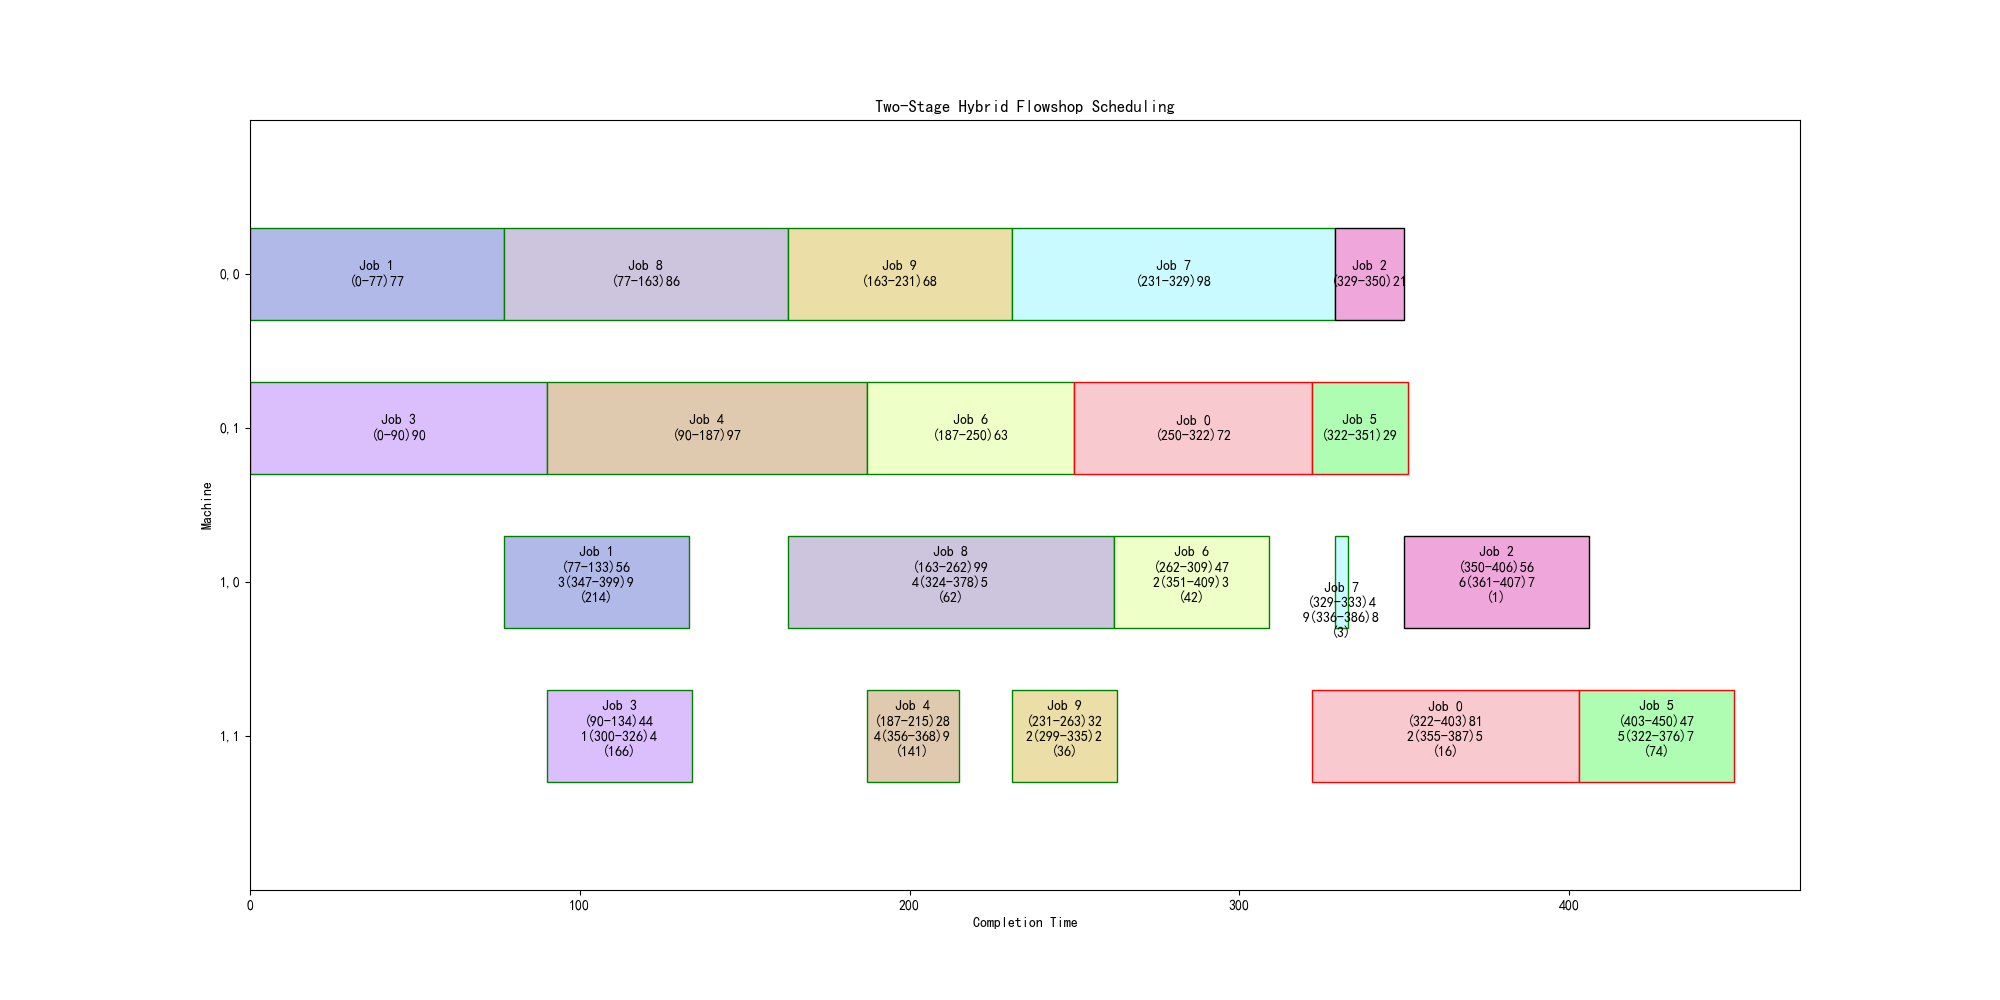 Two-Stage Hybrid Flowshop Scheduling
Machine
0,0
Job 1
(0-77)77
Job 8
(77-163)86
Job 9
(163-231)68
Job 7
(231-329)98
Job 2
(329-350)21
0,1
Job 3
(0-90)90
Job 4
(90-187)97
Job 6
(187-250)63
Job 0
(250-322)72
Job 5
(322-351)29
1,0
Job 1
(77-133)56
3(347-399)9
(214)
Job 8
(163-262)99
4(324-378)5
(62)
Job 6
(262-309)47
2(351-409)3
(42)
Job 7
(329-333)4
9(336-386)8
(3)
Job 2
(350-406)56
6(361-407)7
(1)
1,1
Job 3
(90-134)44
1(300-326)4
(166)
Job 4
(187-215)28
4(356-368)9
(141)
Job 9
(231-263)32
2(299-335)2
(36)
Job 0
(322-403)81
2(355-387)5
(16)
Job 5
(403-450)47
5(322-376)7
(74)
0
100
200
300
400
Completion Time